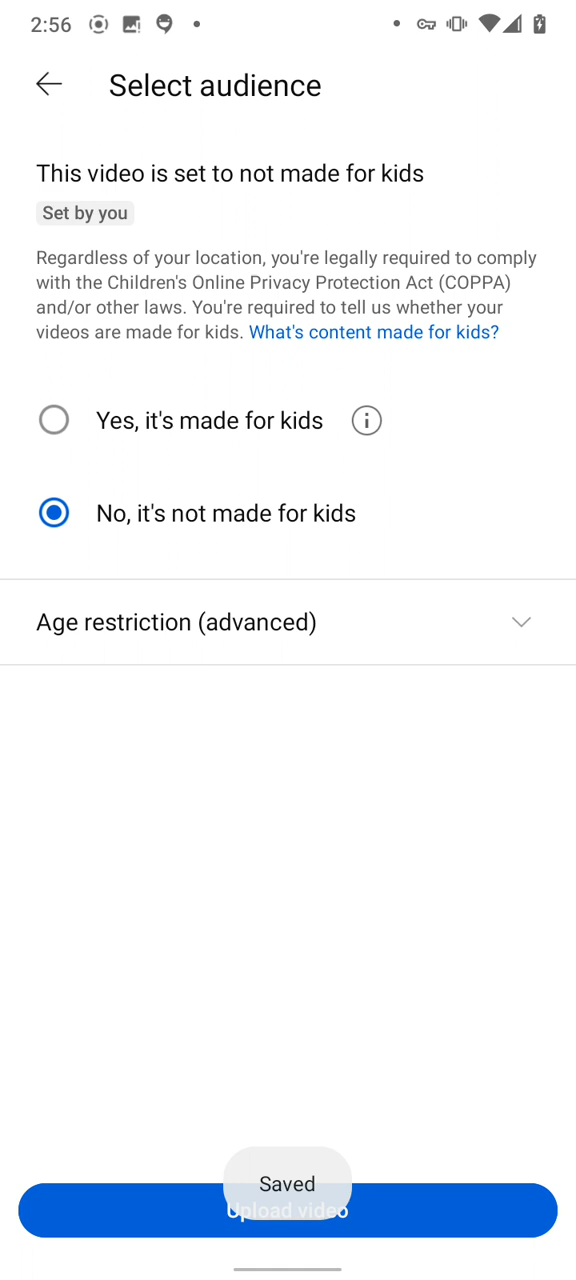 2:56
Select audience
This video is set to not made for kids
Set by you
Regardless of your location, you're legally required to comply
with the Children's Online Privacy Protection Act (COPPA)
and/or other laws. You're required to tell us whether your
videos are made for kids. What's content made for kids?
Yes, it's made for kids
No, it's not made for kids
Age restriction (advanced)
Saved
Upload video